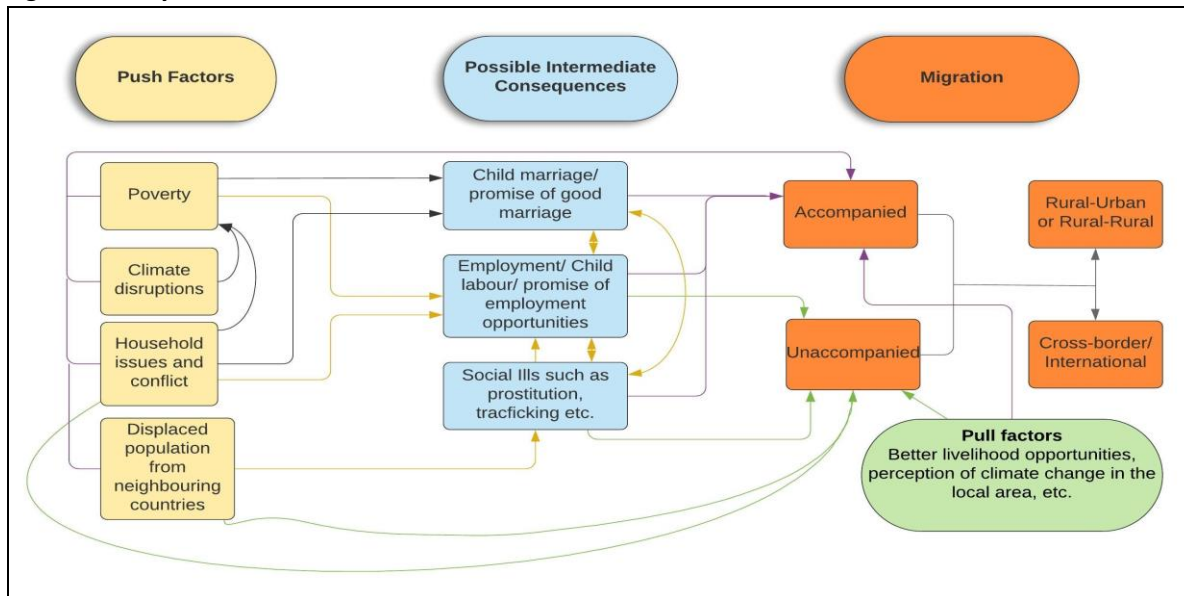 Push Factors
Possible Intermediate
Consequences
Migration
Poverty
Climate
disruptions
Household
issues and
conflict
Displaced
population
from
neighbouring
countries
Child marriage/
promise of good
marriage
Employment/ Child
labour/ promise of
employment
opportunities
Social Ills such as
prostitution,
tracficking etc.
Accompanied
Unaccompanied
Rural-Urban
or Rural-Rural
Cross-border/
International
Pull factors
Better livelihood opportunities,
perception of climate change in the
local area, etc.